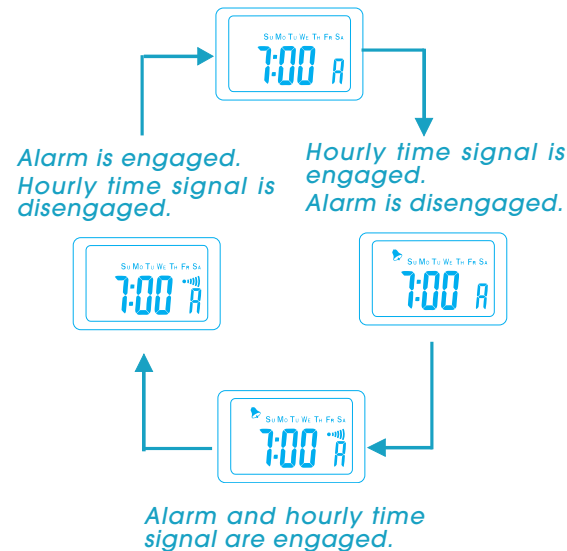 Su Mo Tu We Th Fr Sa
7:00 A
Alarm is engaged.
Hourly time signal is
disengaged.
Hourly time signal is
engaged.
Alarm is disengaged.
Su Mo Tu We Th Fr Sa
7:00 A
Su Mo Tu We Th Fr Sa
7:00 A
Su Mo Tu We Th Fr Sa
7:00 A
Alarm and hourly time
signal are engaged.